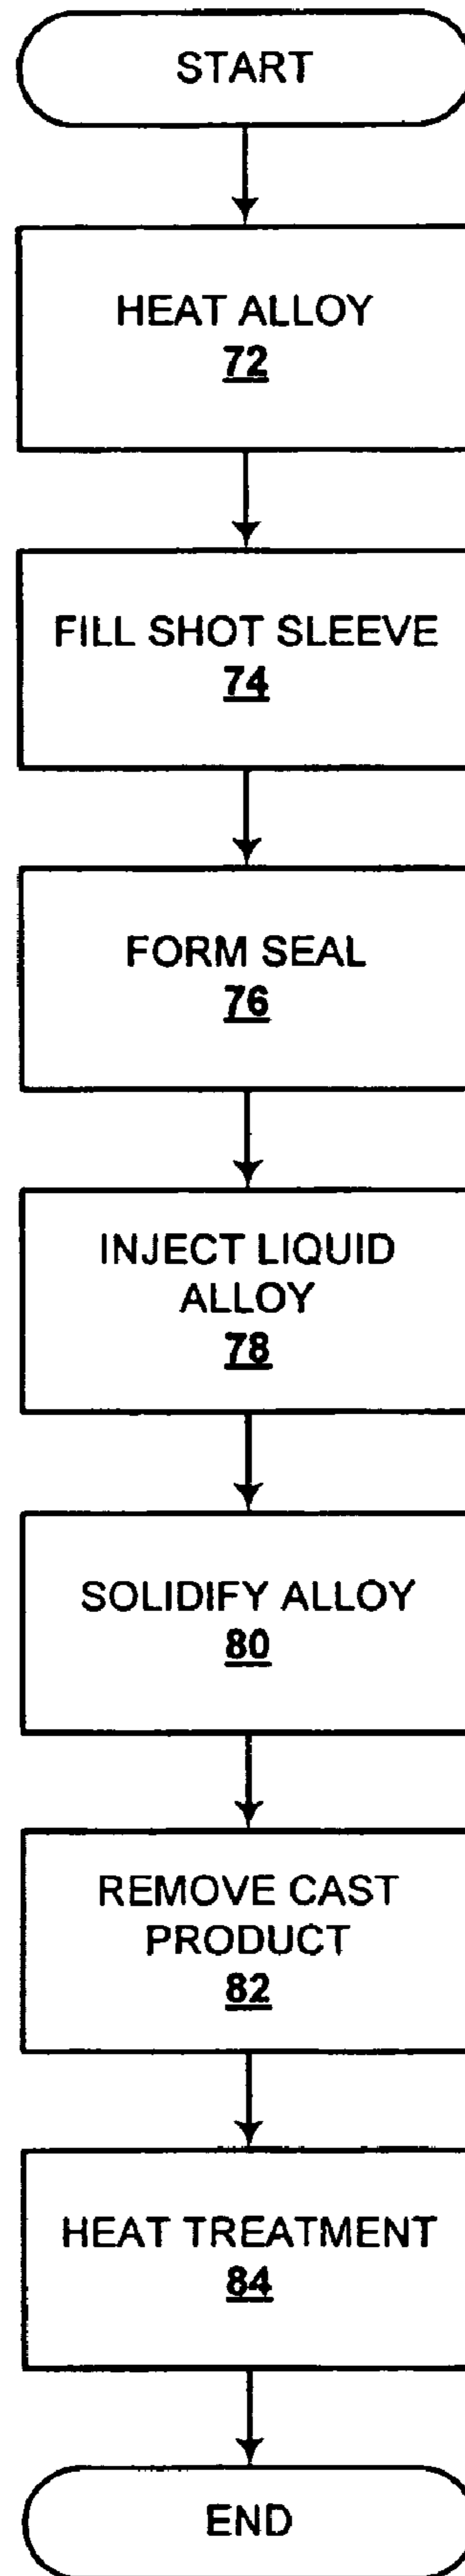 START
HEAT ALLOY
72
FILL SHOT SLEEVE
74
FORM SEAL
76
INJECT LIQUID
ALLOY
78
SOLIDIFY ALLOY
80
REMOVE CAST
PRODUCT
82
HEAT TREATMENT
84
END